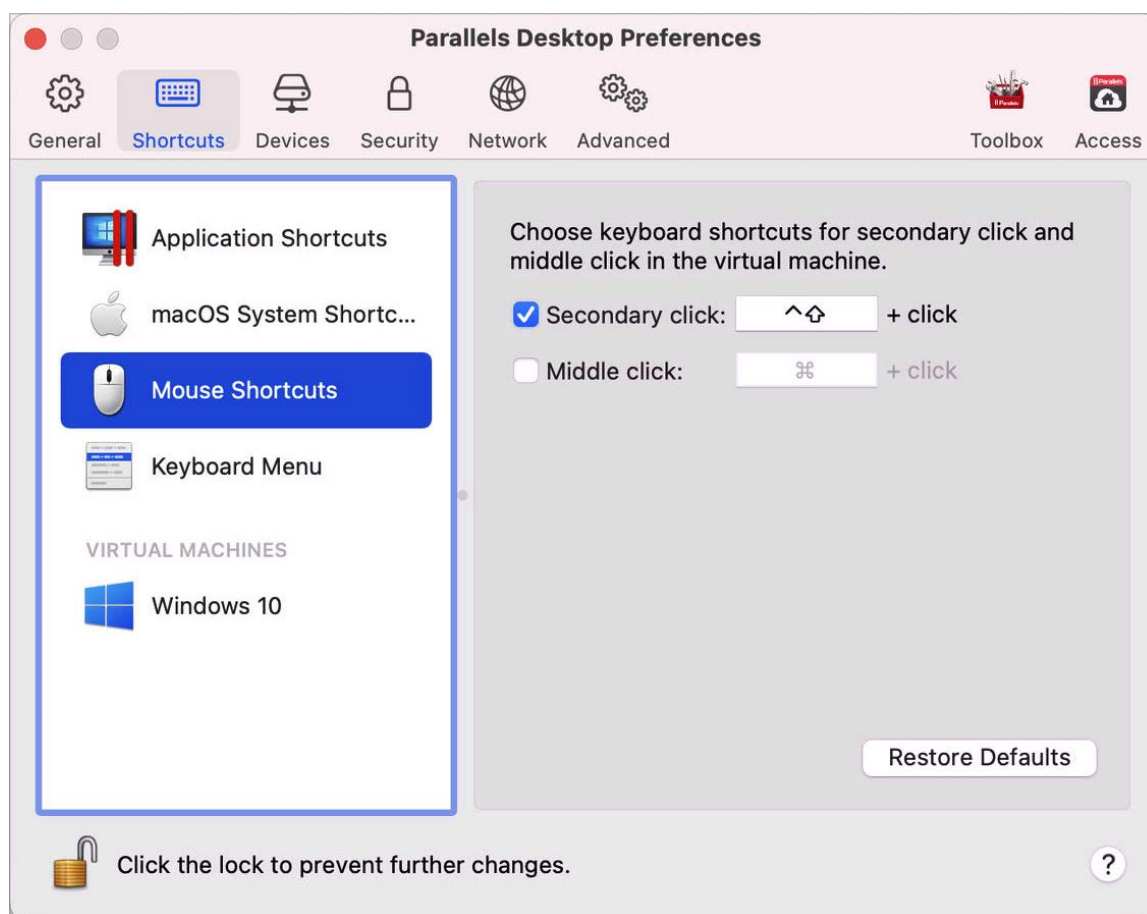 Parallels Desktop Preferences
General Shortcuts Devices Security Network Advanced Toolbox Access
Application Shortcuts
macOS System Shortc...
Mouse Shortcuts
Keyboard Menu
VIRTUAL MACHINES
Windows 10
Choose keyboard shortcuts for secondary click and
middle click in the virtual machine.
Secondary click: ^⇧ + click
Middle click: ⌘ + click
Restore Defaults
Click the lock to prevent further changes.
?